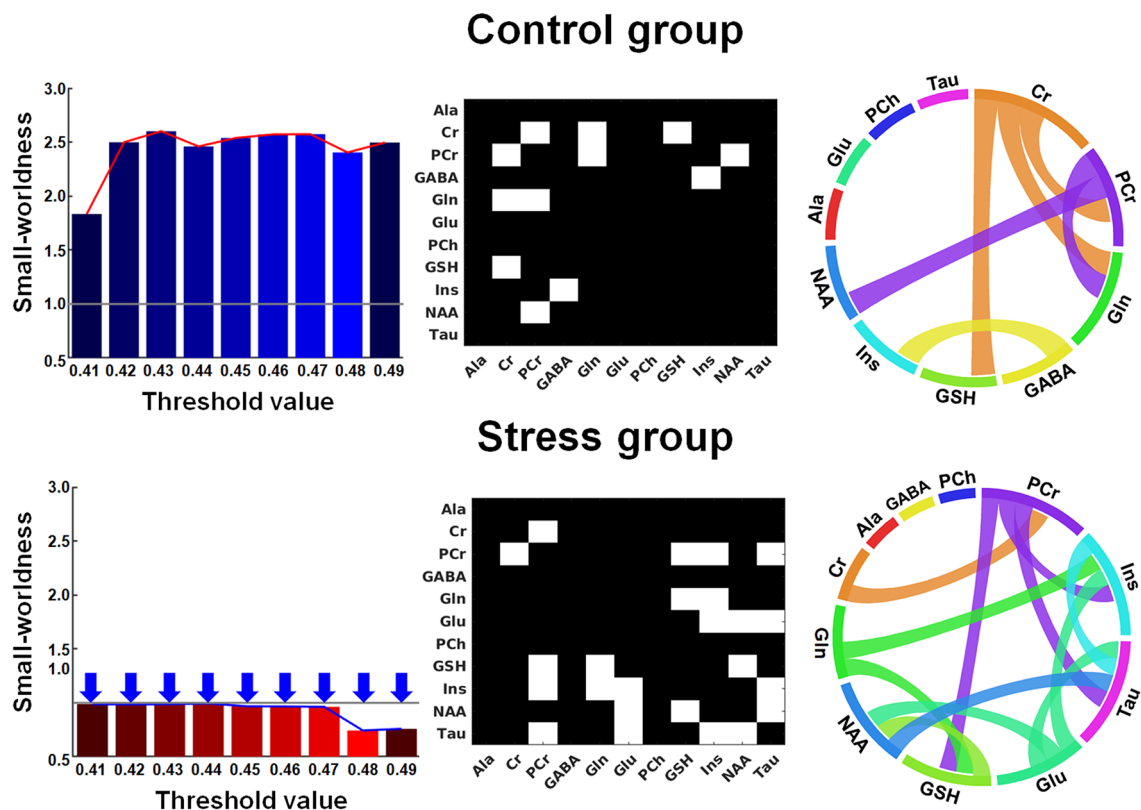 Control group
Small-worldness
3.0
2.5
2.0
1.5
1.0
0.5
0.41 0.42 0.43 0.44 0.45 0.46 0.47 0.48 0.49
Threshold value
Ala
Cr
PCr
GABA
Gln
Glu
PCh
GSH
Ins
NAA
Tau
Ala Cr PCr GABA Gln Glu PCh GSH Ins NAA Tau
Tau
Cr
PCr
Gln
GABA
GSH
Ins
NAA
Ala
Glu
PCh
Stress group
Small-worldness
3.0
2.5
2.0
1.5
1.0
0.5
0.41 0.42 0.43 0.44 0.45 0.46 0.47 0.48 0.49
Threshold value
Ala
Cr
PCr
GABA
Gln
Glu
PCh
GSH
Ins
NAA
Tau
Ala Cr PCr GABA Gln Glu PCh GSH Ins NAA Tau
PCh
PCr
Ins
Tau
Glu
GSH
NAA
Gln
Cr
Ala
GABA